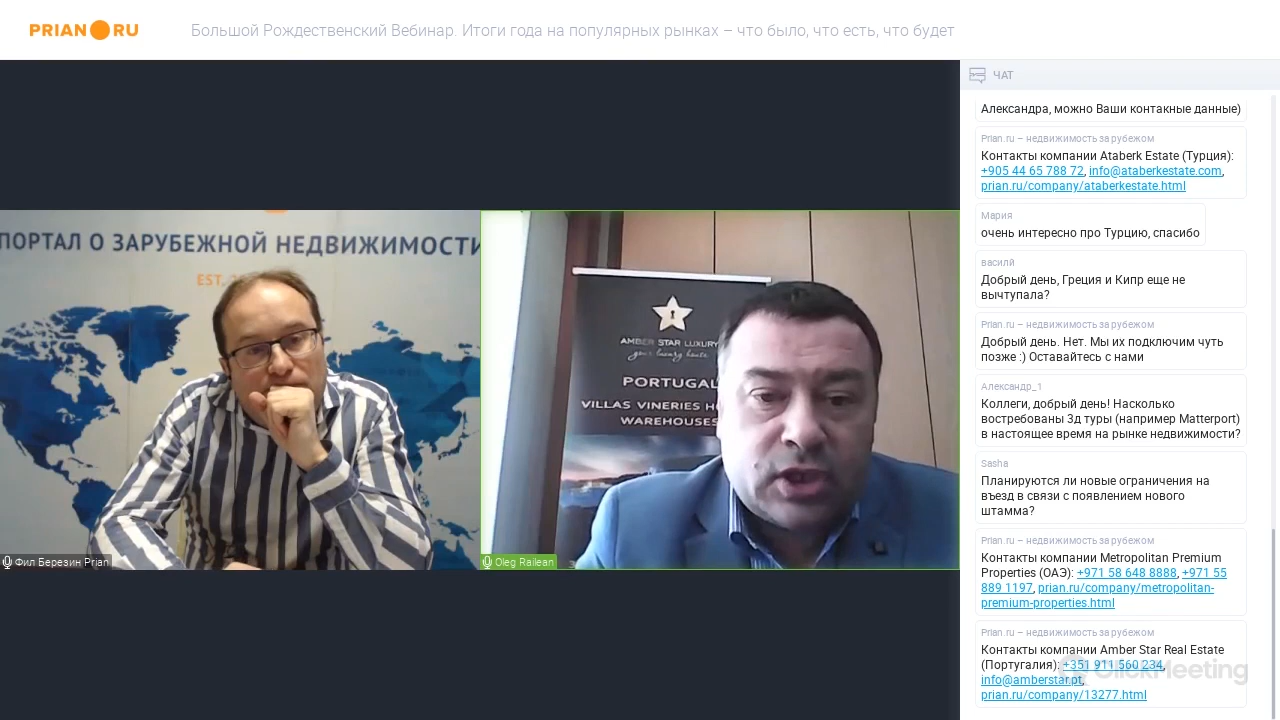 PRIAN RU
Большой Рождественский Вебинар. Итоги года на популярных рынках – что было, что есть, что будет
ПОРТАЛ О ЗАРУБЕЖНОЙ НЕДВИЖИМОСТИ
EST.
AMBER STAR LUXURY
your luxury house
PORTUGAL
VILLAS VINERIES
WAREHOUSES
Фил Березин Prian
Oleg Railean
ЧАТ
Александра, можно Ваши контакные данные)
Prian.ru – недвижимость за рубежом
Контакты компании Ataberk Estate (Турция):
+905 44 65 788 72, info@ataberkestate.com,
prian.ru/company/ataberkestate.html
Мария
очень интересно про Турцию, спасибо
василй
Добрый день, Греция и Кипр еще не
вычтупала?
Prian.ru – недвижимость за рубежом
Добрый день. Нет. Мы их подключим чуть
позже :) Оставайтесь с нами
Александр_1
Коллеги, добрый день! Насколько
востребованы 3д туры (например Matterport)
в настоящее время на рынке недвижимости?
Sasha
Планируются ли новые ограничения на
въезд в связи с появлением нового
штамма?
Prian.ru – недвижимость за рубежом
Контакты компании Metropolitan Premium
Properties (ОАЭ): +971 58 648 8888, +971 55
889 1197, prian.ru/company/metropolitan-
premium-properties.html
Prian.ru – недвижимость за рубежом
Контакты компании Amber Star Real Estate
(Португалия): +351 911 560 234,
info@amberstar.pt,
prian.ru/company/13277.html
ClickMeeting